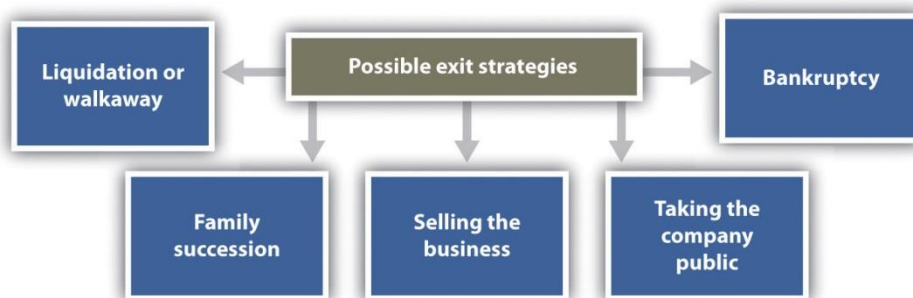 Possible exit strategies
Liquidation or
walkaway
Bankruptcy
Family
succession
Selling the
business
Taking the
company
public